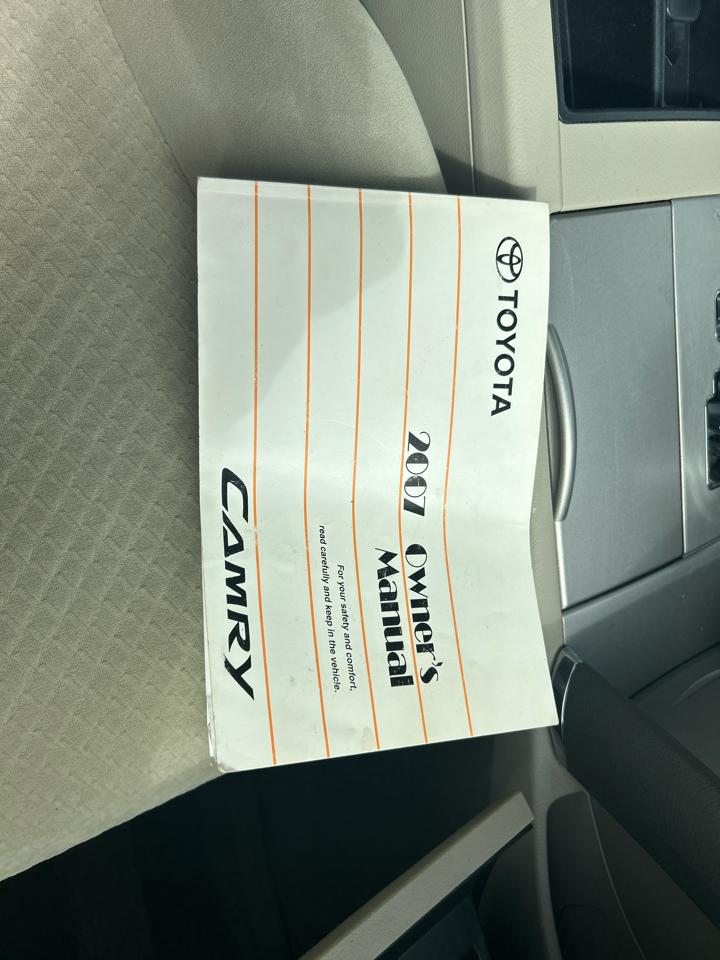 TOYOTA
2007 Owner's
Manual
For your safety and comfort,
read carefully and keep in the vehicle.
CAMRY